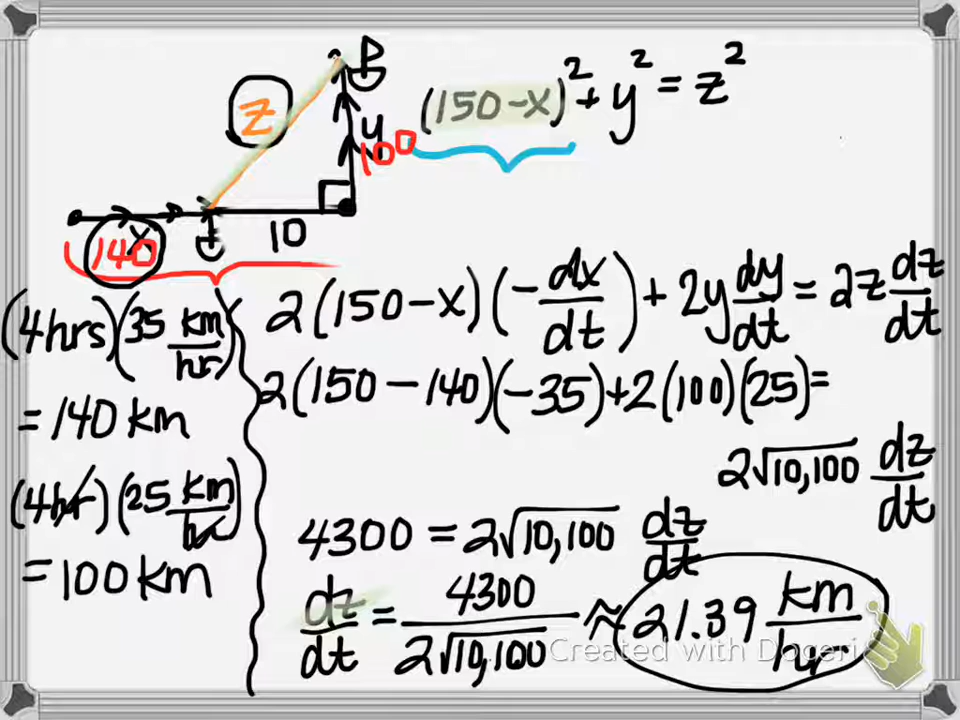 B
z
y
100
(150-x)² + y² = z²
x
140
10
(4hrs)(35 km/hr)
= 140 km
(4hr)(25 km/hr)
= 100 km
2(150-x)(-dx/dt) + 2y dy/dt = 2z dz/dt
2(150-140)(-35)+2(100)(25)=
2√10,100 dz/dt
4300 = 2√10,100 dz/dt
dz/dt = 4300/2√10,100 ≈ 21.39 km/hr
Created with Doceri